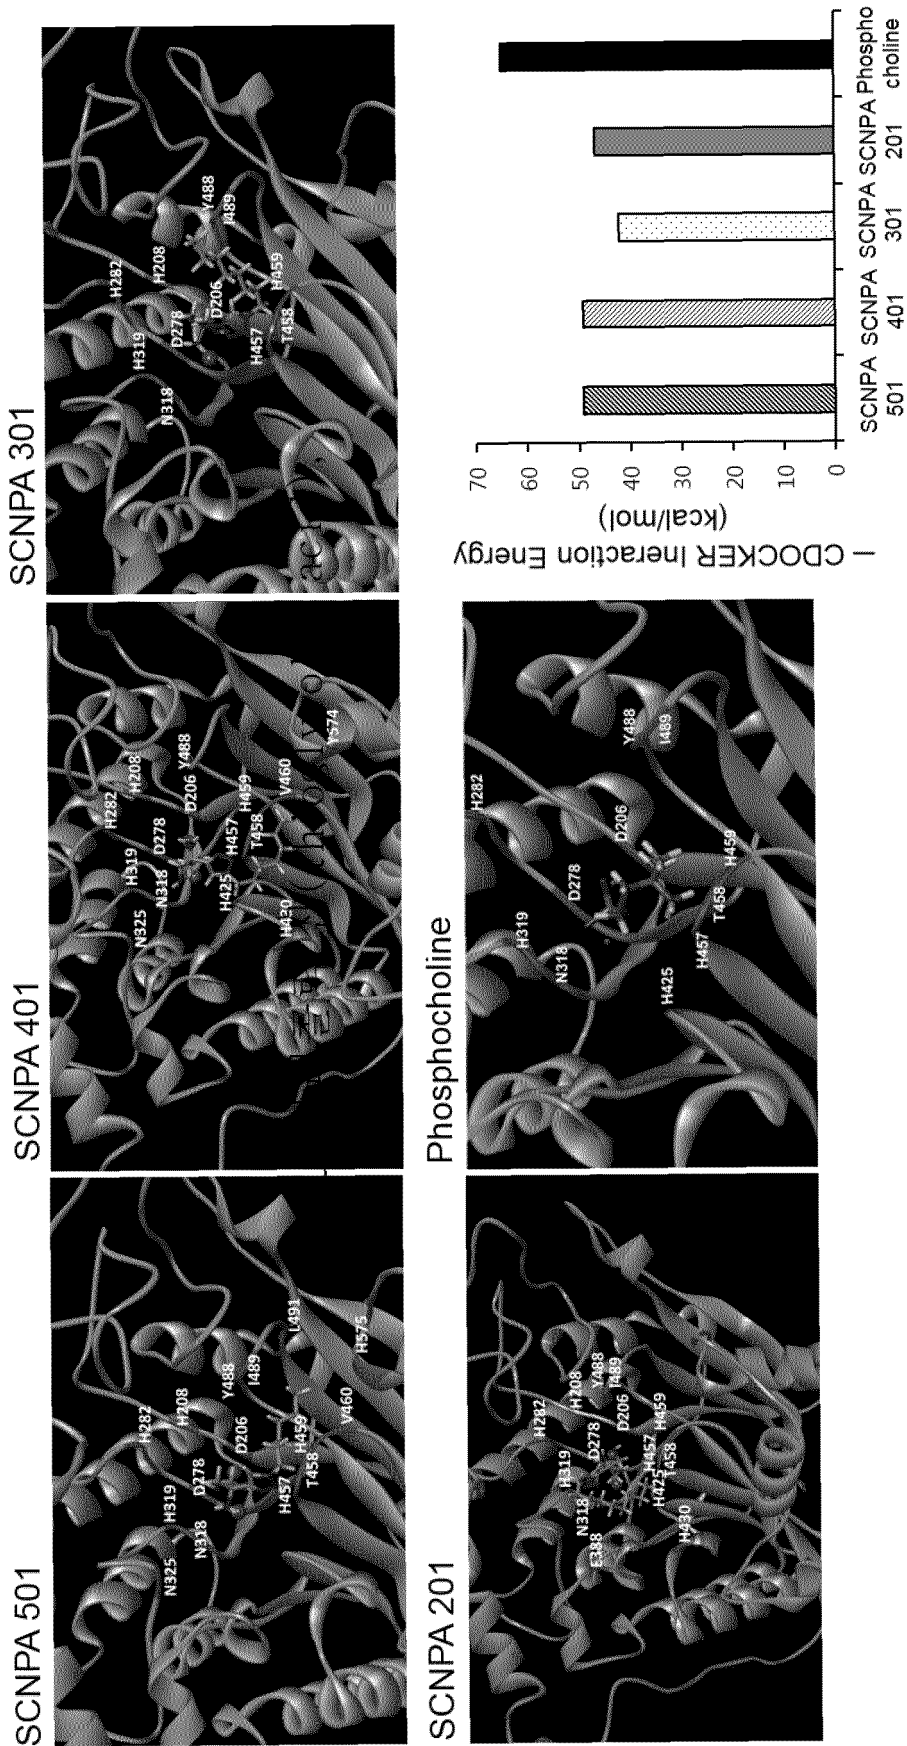 SCNPA 501
N325
H319
N318
H282
D278
H208
D206
Y488
I489
H457
T458
H459
L491
V460
H575
SCNPA 401
N325
H319
N318
H282
D278
H208
D206
Y488
H425
H457
T458
H459
H430
V460
Y574
SCNPA 301
H319
N318
H282
D278
H208
D206
Y488
I489
H457
T458
H459
SCNPA 201
H319
N318
E388
H282
D278
H208
D206
Y488
I489
H425
H457
T458
H459
H430
Phosphocholine
H319
N318
H282
D278
D206
Y488
I489
H425
H457
T458
H459
– CDOCKER Ineraction Energy
(kcal/mol)
70
60
50
40
30
20
10
0
SCNPA SCNPA SCNPA SCNPA Phospho
501 401 301 201 choline